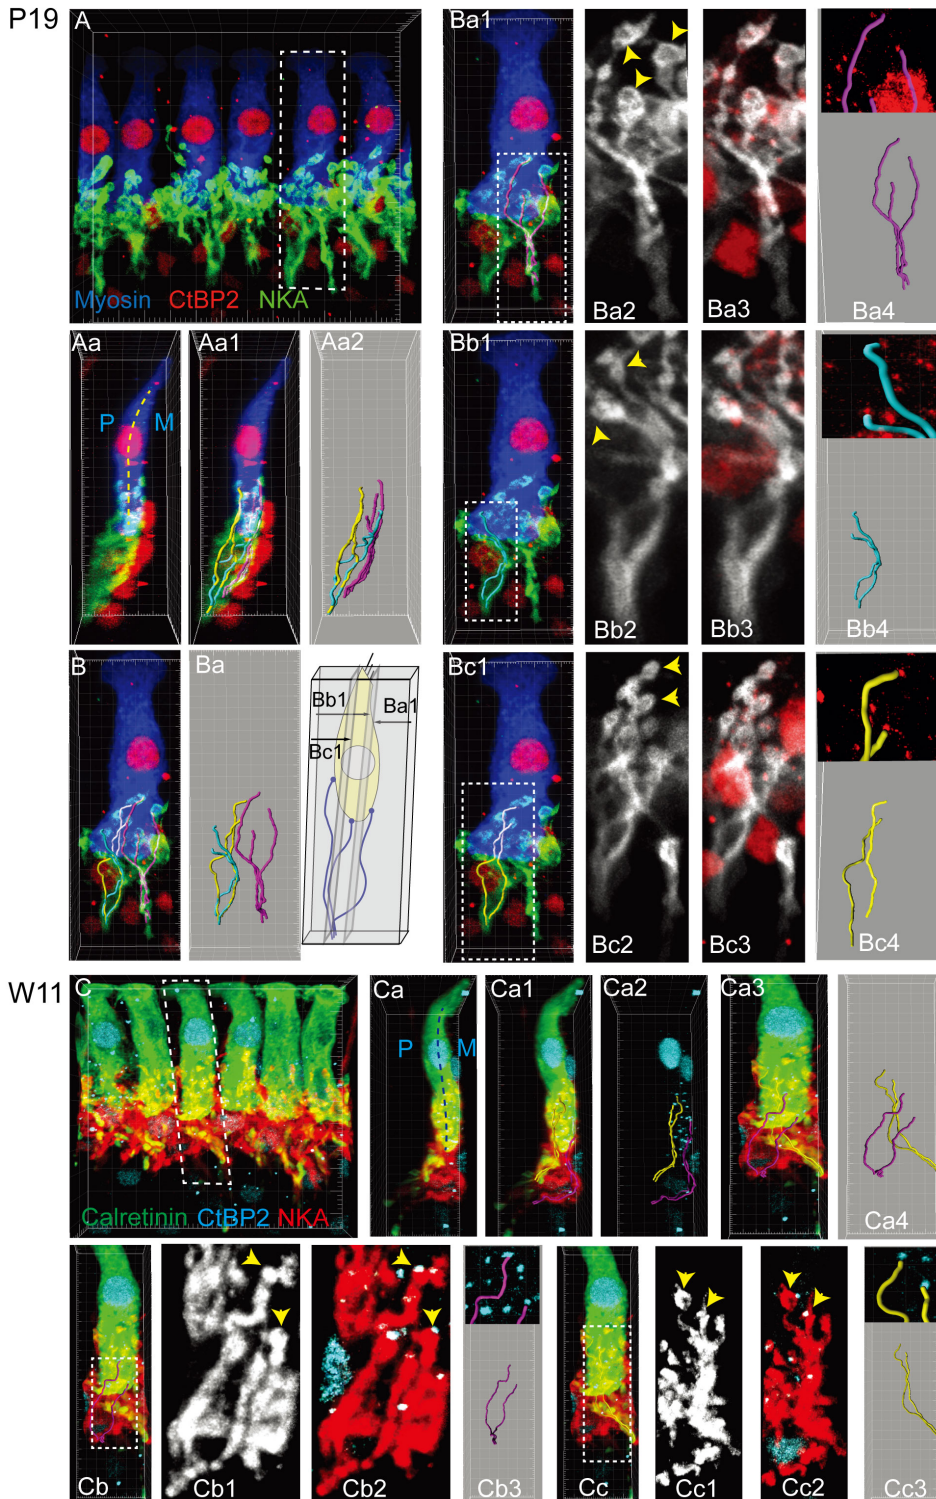 P19
A
Myosin CtBP2 NKA
Ba1
Ba2
Ba3
Ba4
Aa
P M
Aa1
Aa2
Bb1
Bb2
Bb3
Bb4
B
Ba
Bb1
Ba1
Bc1
Bc1
Bc2
Bc3
Bc4
W11
C
Calretinin CtBP2 NKA
Ca
P M
Ca1
Ca2
Ca3
Ca4
Cb
Cb1
Cb2
Cb3
Cc
Cc1
Cc2
Cc3